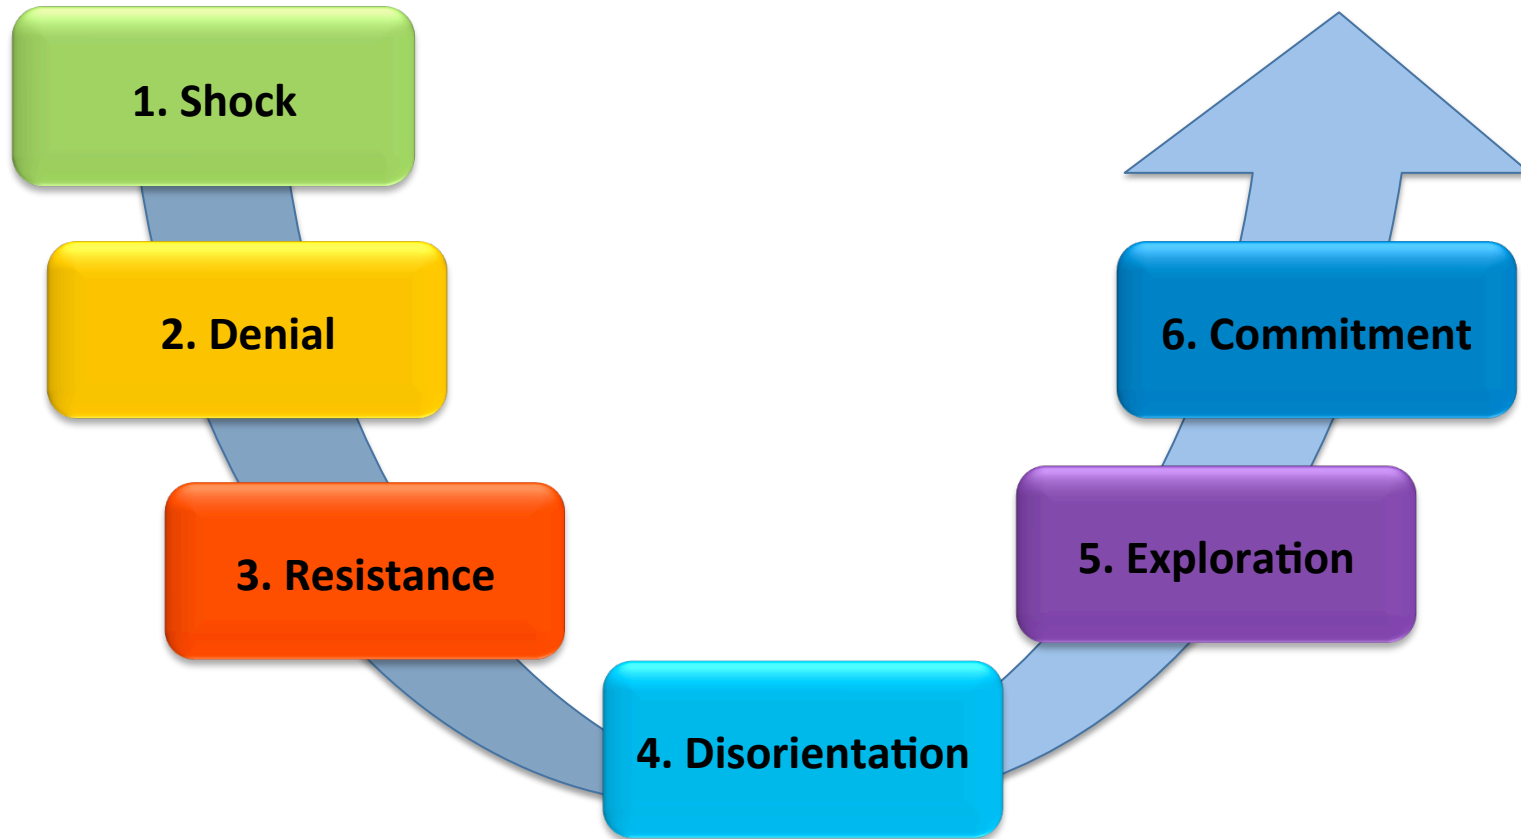 1. Shock
2. Denial
3. Resistance
4. Disorientation
5. Exploration
6. Commitment